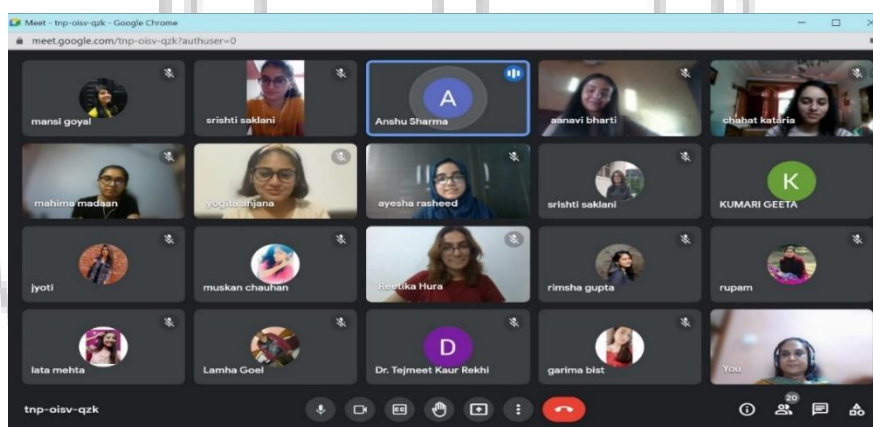 Meet - tnp-oisv-qzk - Google Chrome
meet.google.com/tnp-oisv-qzk?authuser=0
mansi goyal
srishti saklani
A
Anshu Sharma
aanavi bharti
chahat kataria
mahima madaan
yogita anjana
ayesha rasheed
srishti saklani
K
KUMARI GEETA
jyoti
muskan chauhan
Reetika Hura
rimsha gupta
rupam
lata mehta
Lamha Goel
D
Dr. Tejmeet Kaur Rekhi
garima bist
You
tnp-oisv-qzk
CC
20